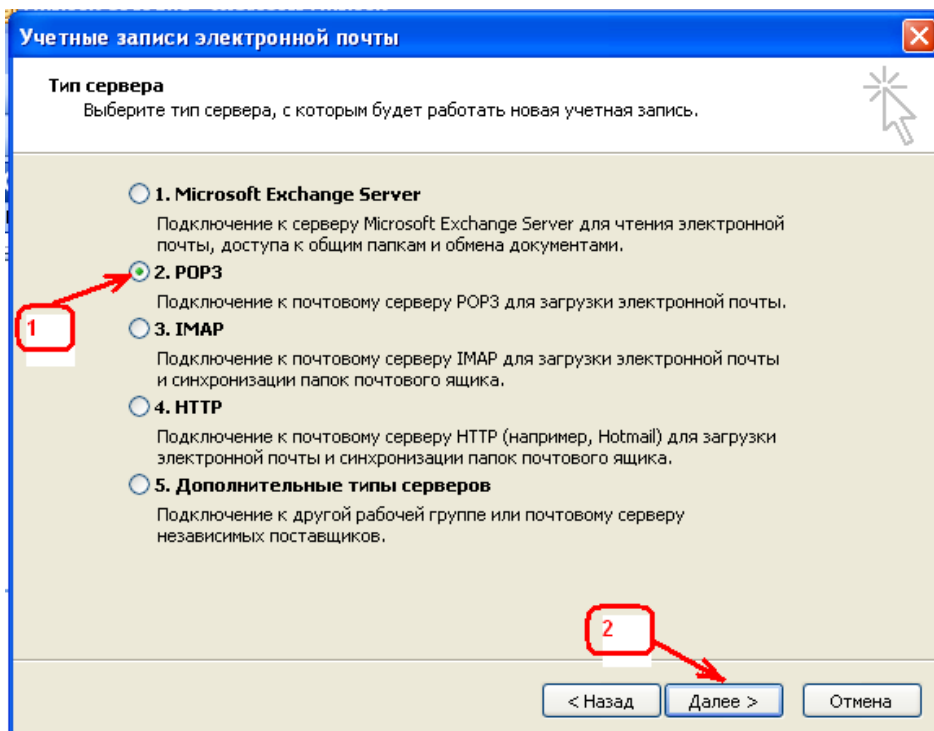 Учетные записи электронной почты
Тип сервера
Выберите тип сервера, с которым будет работать новая учетная запись.
1. Microsoft Exchange Server
Подключение к серверу Microsoft Exchange Server для чтения электронной
почты, доступа к общим папкам и обмена документами.
2. POP3
Подключение к почтовому серверу POP3 для загрузки электронной почты.
1
3. IMAP
Подключение к почтовому серверу IMAP для загрузки электронной почты
и синхронизации папок почтового ящика.
4. HTTP
Подключение к почтовому серверу HTTP (например, Hotmail) для загрузки
электронной почты и синхронизации папок почтового ящика.
5. Дополнительные типы серверов
Подключение к другой рабочей группе или почтовому серверу
независимых поставщиков.
2
< Назад
Далее >
Отмена